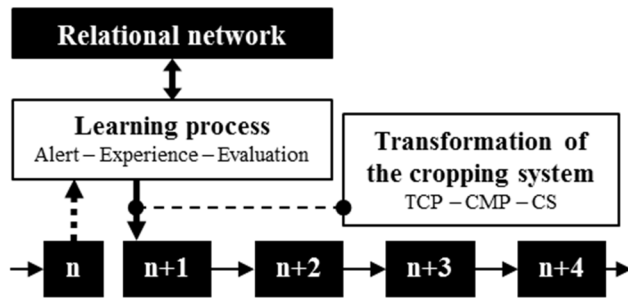 Relational network
Learning process
Alert – Experience – Evaluation
Transformation of
the cropping system
TCP – CMP – CS
n
n+1
n+2
n+3
n+4